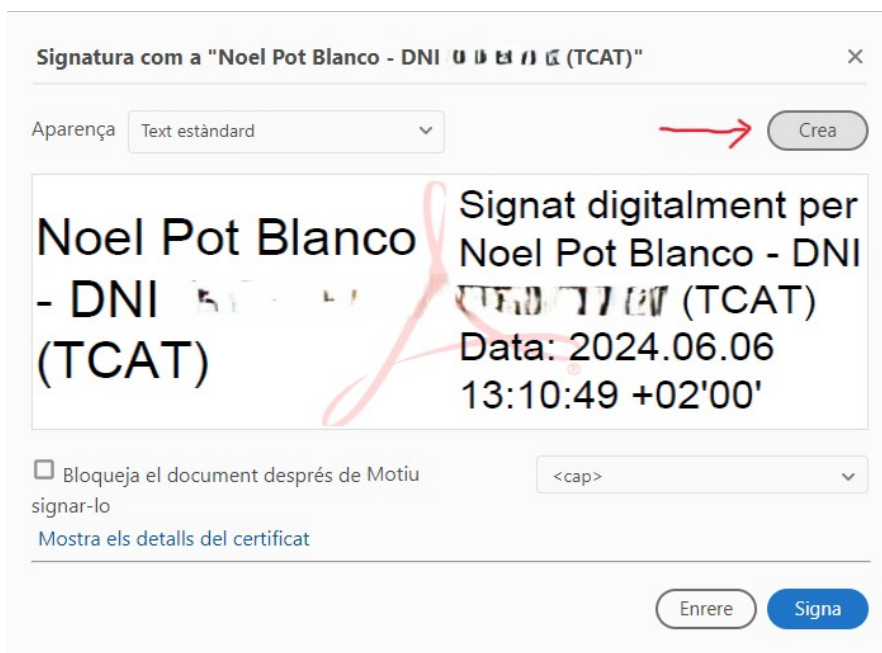 Signatura com a "Noel Pot Blanco - DNI (TCAT)"
Aparença
Text estàndard
Crea
Noel Pot Blanco
- DNI
(TCAT)
Signat digitalment per
Noel Pot Blanco - DNI
(TCAT)
Data: 2024.06.06
13:10:49 +02'00'
®
Bloqueja el document després de
signar-lo
Motiu
<cap>
Mostra els detalls del certificat
Enrere
Signa